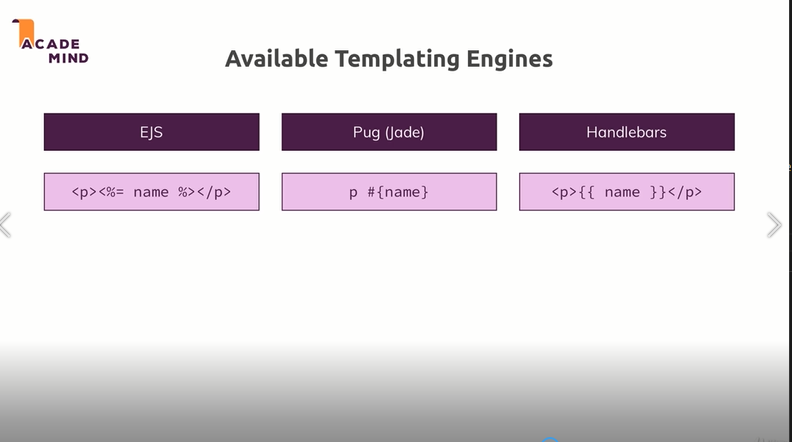 ACADE
MIND
Available Templating Engines
EJS
Pug (Jade)
Handlebars
<p><%= name %></p>
p #{name}
<p>{{ name }}</p>